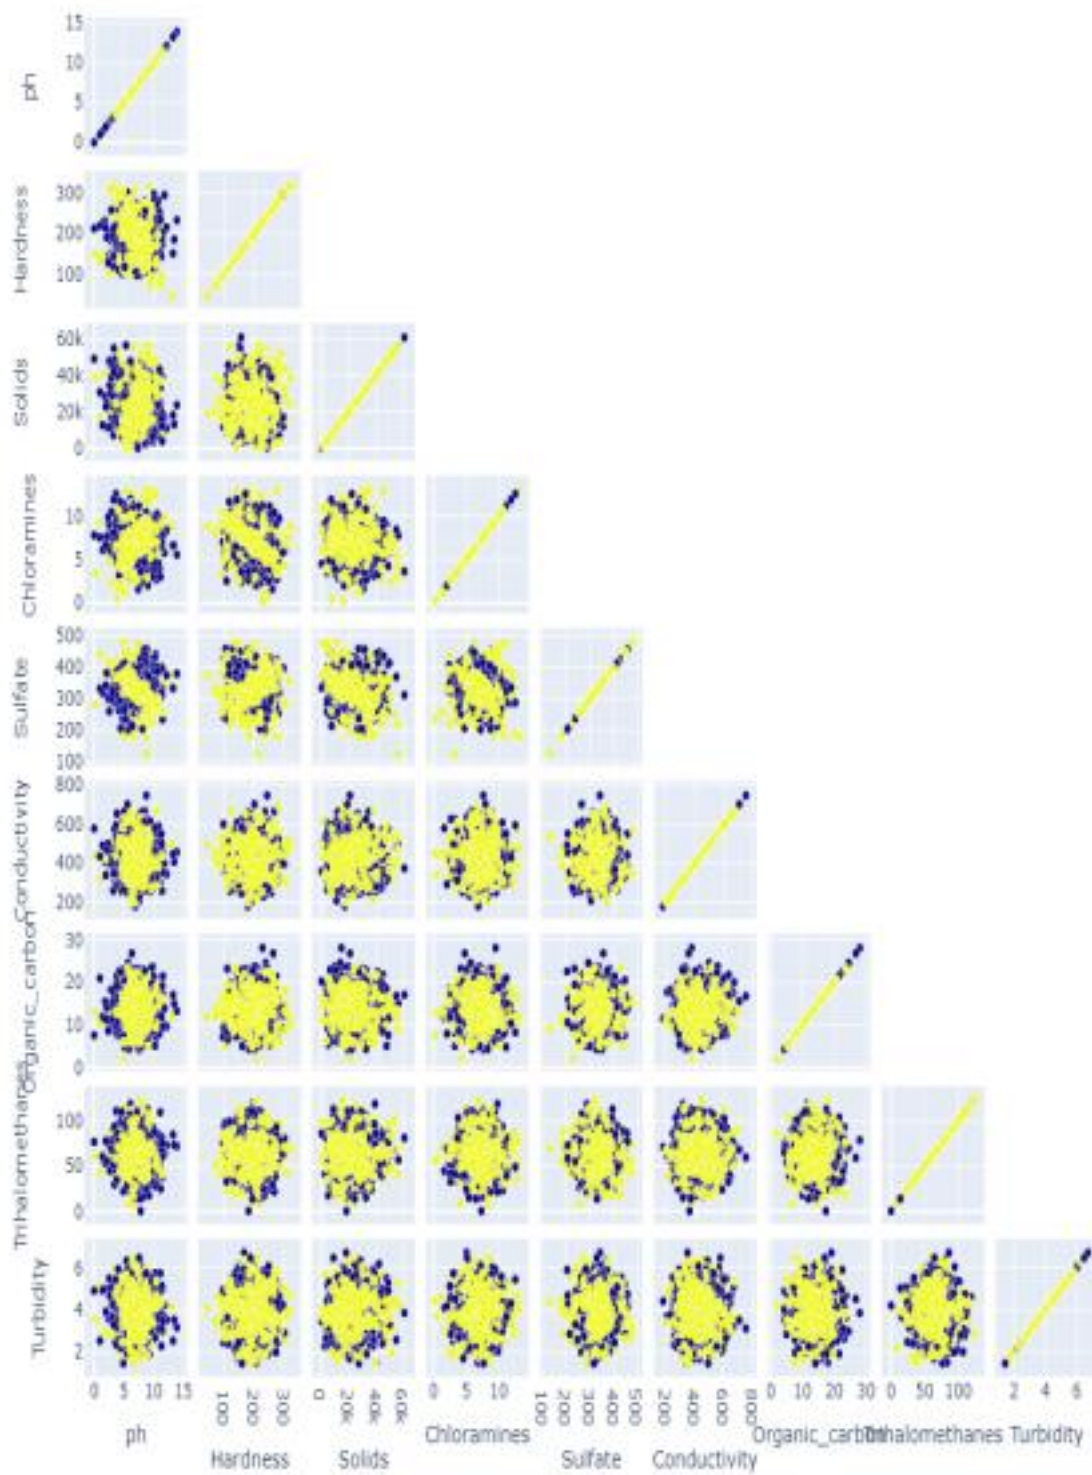 15
10
5
0
ph
300
200
100
Hardness
60k
40k
20k
0
Solids
10
5
0
Chloramines
500
400
300
200
100
Sulfate
800
600
400
200
Conductivity
30
20
10
0
Organic_carbon
100
50
0
Trihalomethanes
6
4
2
Turbidity
0 5 10 15
100 200 300
0 20k 40k 60k
0 5 10
100 200 300 400 500
200 400 600 800
0 10 20 30
0 50 100
2 4 6
ph
Hardness
Solids
Chloramines
Sulfate
Conductivity
Organic_carbon
Trihalomethanes
Turbidity